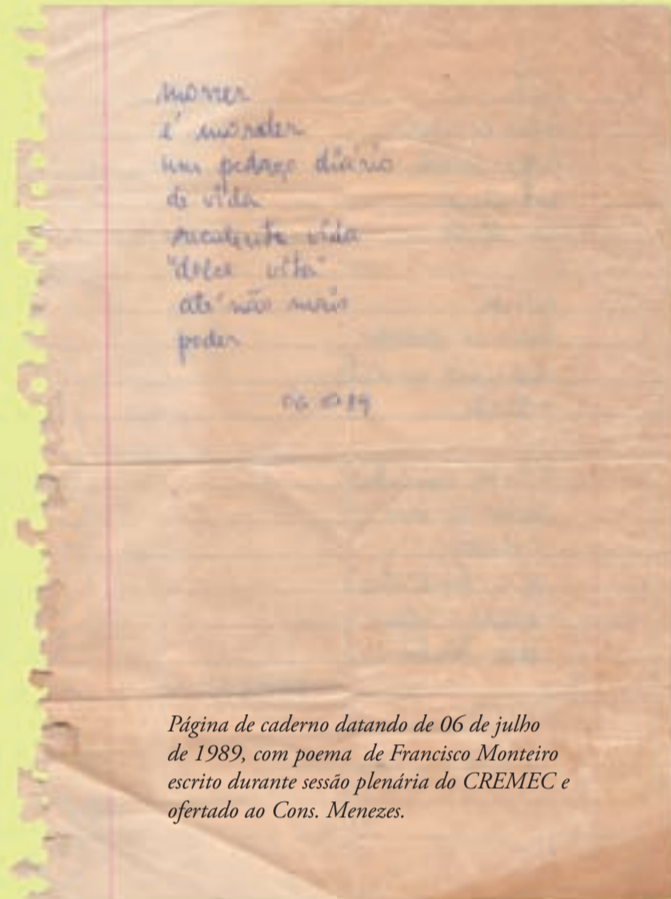 morrer
é morder
um pedaço diário
de vida
suculenta vida
"dolce vita"
até não mais
poder
06 07 89
Página de caderno datando de 06 de julho
de 1989, com poema de Francisco Monteiro
escrito durante sessão plenária do CREMEC e
ofertado ao Cons. Menezes.